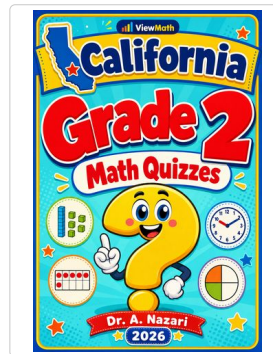 ViewMath
California
Grade 2
Math Quizzes
Dr. A. Nazari
2026